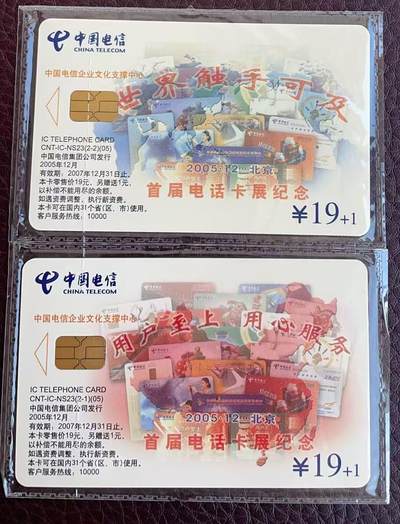 中国电信
CHINA TELECOM
中国电信企业文化支撑中心
世界触手可及
IC TELEPHONE CARD
CNT-IC-NS23(2-2)(05)
中国电信集团公司发行
2005年12月
有效期：2007年12月31日止。
本卡零售价19元，另赠送1元，
以补偿不能尽的余额。
如遇资费调整，执行新资费。
本卡可在国内31个省（区、市）使用。
客户服务热线：10000
2005·12—北京
首届电话卡展纪念
¥19+1
中国电信
CHINA TELECOM
中国电信企业文化支撑中心
用户至上 用心服务
IC TELEPHONE CARD
CNT-IC-NS23(2-1)(05)
中国电信集团公司发行
2005年12月
有效期：2007年12月31日止。
本卡零售价19元，另赠送1元，
以补偿不能用尽的余额。
如遇资费调整，执行新资费。
本卡可在国内31个省（区、市）使用。
客户服务热线：10000
2005·12—北京
首届电话卡展纪念
¥19+1